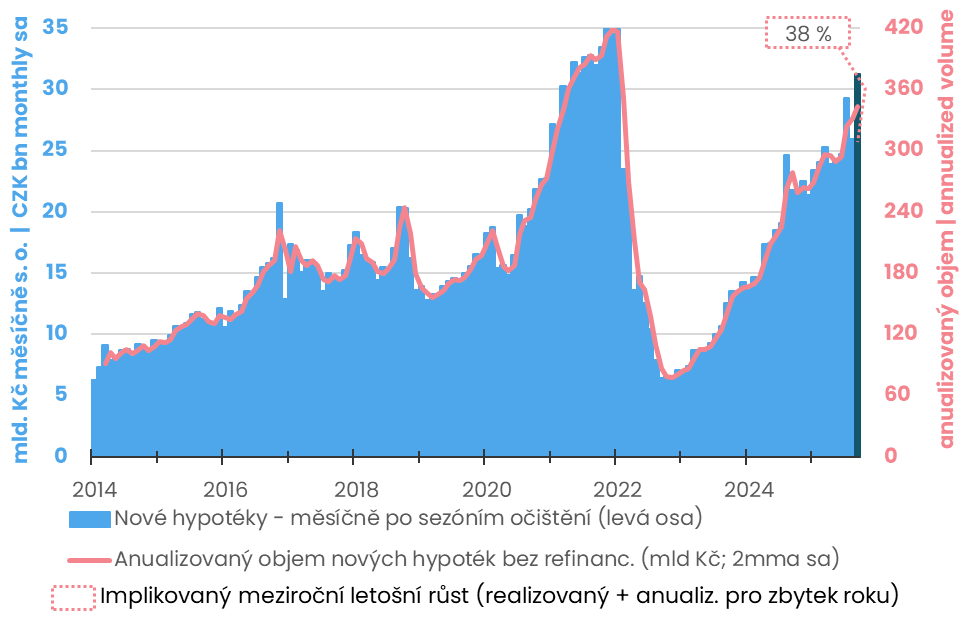 mld. Kč měsíčně s. o. | CZK bn monthly sa
35
30
25
20
15
10
5
0
38 %
420
360
300
240
180
120
60
0
anualizovaný objem | annualized volume
2014 2016 2018 2020 2022 2024
Nové hypotéky - měsíčně po sezóním očištění (levá osa)
Anualizovaný objem nových hypoték bez refinanc. (mld Kč; 2mma sa)
Implikovaný meziroční letošní růst (realizovaný + anualiz. pro zbytek roku)